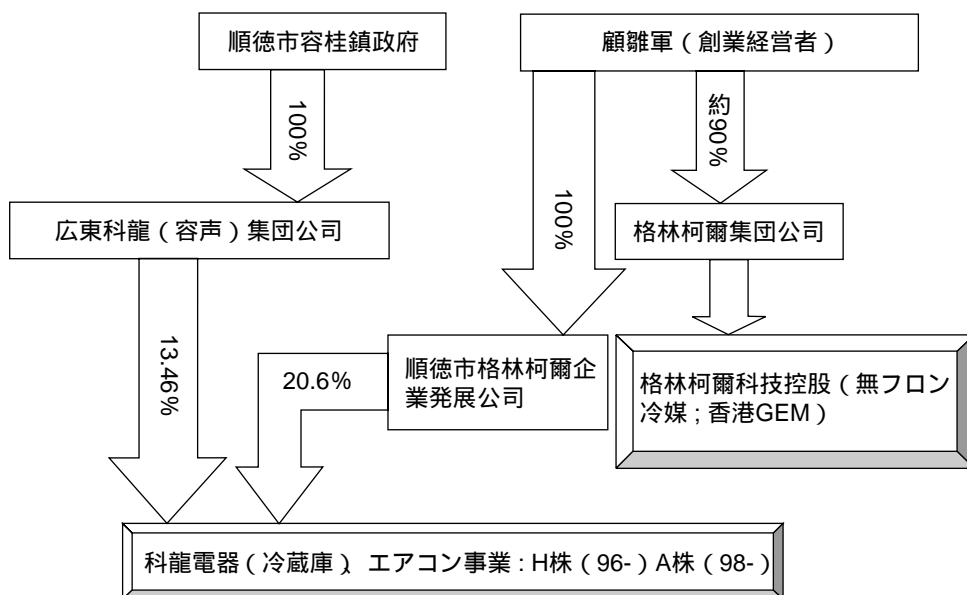 順徳市容桂鎮政府
顧雛軍（創業経営者）
100%
約90%
広東科龍（容声）集団公司
100%
格林柯爾集団公司
13.46%
20.6%
順徳市格林柯爾企
業発展公司
格林柯爾科技控股（無フロン
冷媒；香港GEM）
科龍電器（冷蔵庫）、エアコン事業：H株（96-）A株（98-）